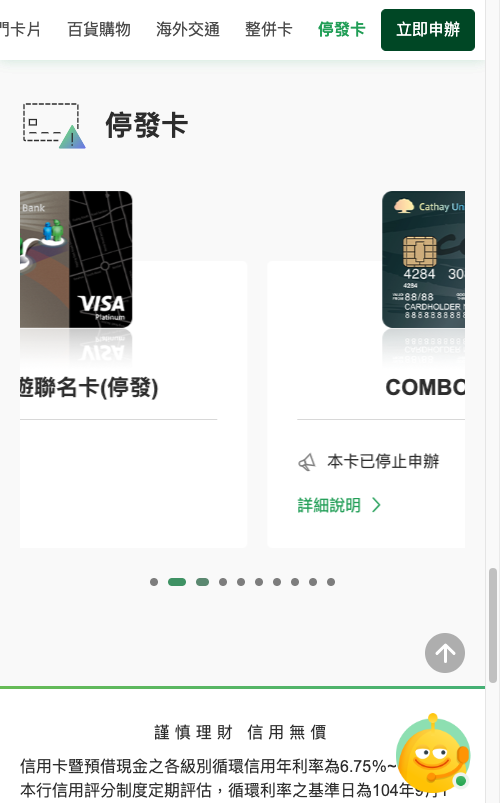 門卡片 百貨購物 海外交通 整併卡 停發卡 立即申辦
停發卡
Bank
VISA
Platinum
Cathay Un
4284 30
4284
88/88
CARDHOLDER
遊聯名卡(停發)
COMBO
本卡已停止申辦
詳細說明
謹慎理財 信用無價
信用卡暨預借現金之各級別循環信用年利率為6.75%~
本行信用評分制度定期評估，循環利率之基準日為104年9月1